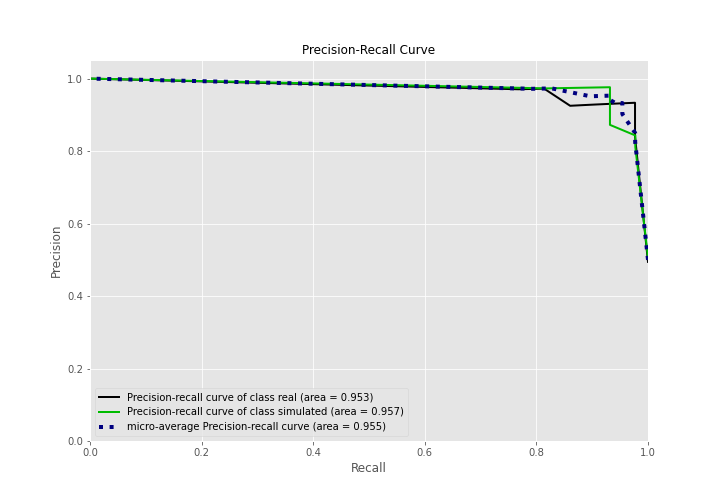 Precision-Recall Curve
1.0
0.8
0.6
0.4
0.2
0.0
Precision
Precision-recall curve of class real (area = 0.953)
Precision-recall curve of class simulated (area = 0.957)
micro-average Precision-recall curve (area = 0.955)
0.0 0.2 0.4 0.6 0.8 1.0
Recall